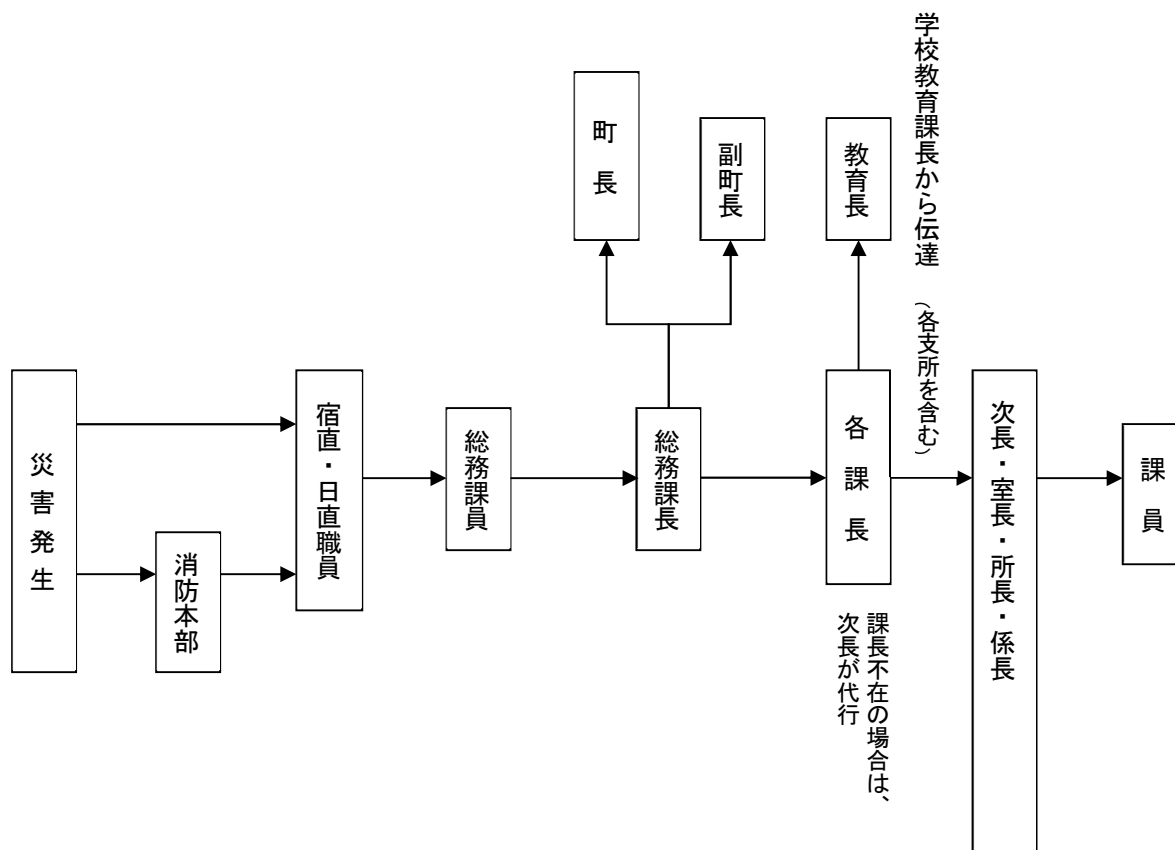 町長
副町長
教育長
学校教育課長から伝達
(各支所を含む)
災害発生
消防本部
宿直・日直職員
総務課員
総務課長
各課長
課長不在の場合は、
次長が代行
次長・室長・所長・係長
課員